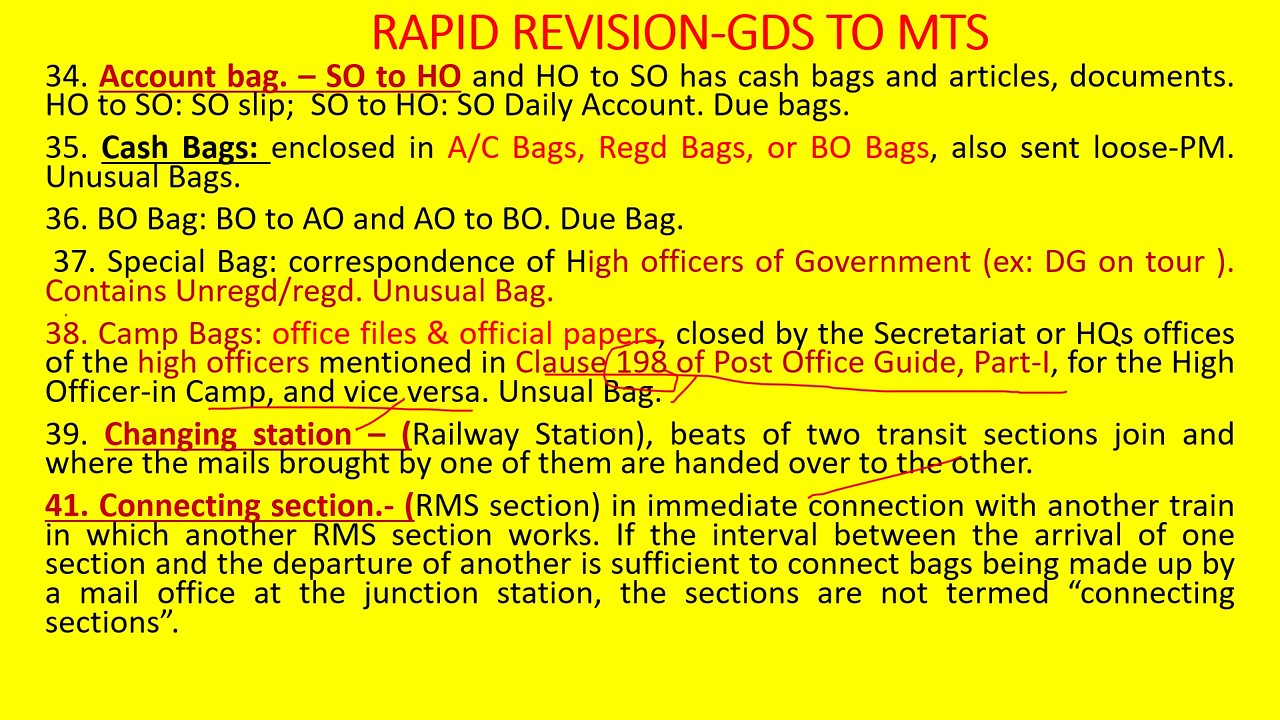 RAPID REVISION-GDS TO MTS
34. Account bag. – SO to HO and HO to SO has cash bags and articles, documents.
HO to SO: SO slip; SO to HO: SO Daily Account. Due bags.
35. Cash Bags: enclosed in A/C Bags, Regd Bags, or BO Bags, also sent loose-PM.
Unusual Bags.
36. BO Bag: BO to AO and AO to BO. Due Bag.
37. Special Bag: correspondence of High officers of Government (ex: DG on tour ).
Contains Unregd/regd. Unusual Bag.
38. Camp Bags: office files & official papers, closed by the Secretariat or HQs offices
of the high officers mentioned in Clause 198 of Post Office Guide, Part-I, for the High
Officer-in Camp, and vice versa. Unsual Bag.
39. Changing station – (Railway Station), beats of two transit sections join and
where the mails brought by one of them are handed over to the other.
41. Connecting section.- (RMS section) in immediate connection with another train
in which another RMS section works. If the interval between the arrival of one
section and the departure of another is sufficient to connect bags being made up by
a mail office at the junction station, the sections are not termed “connecting
sections”.